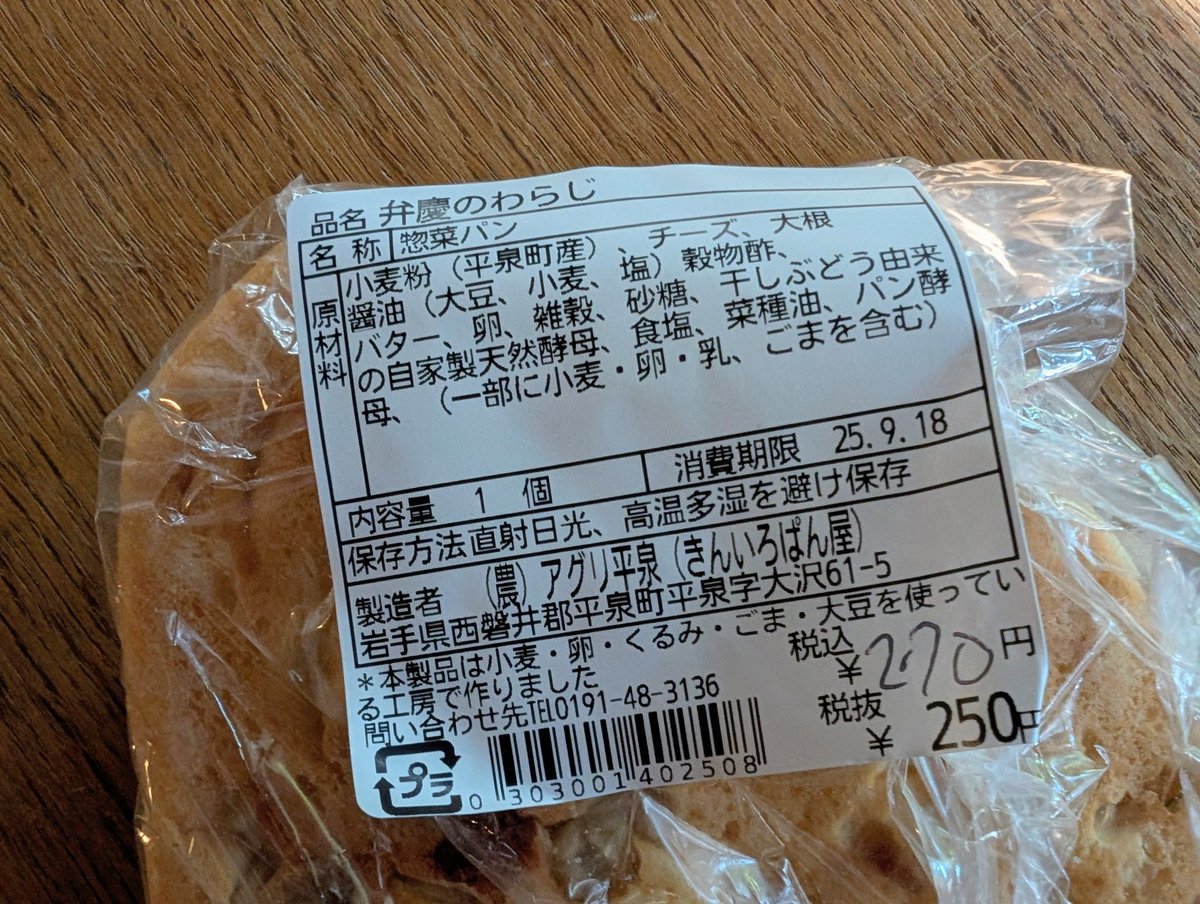 品名 弁慶のわらじ
名 称 惣菜パン
原材料 小麦粉(平泉町産)、チーズ、大根
醤油(大豆、小麦、塩)穀物酢、
バター、卵、雑穀、砂糖、干しぶどう由来
の自家製天然酵母、食塩、菜種油、パン酵
母、(一部に小麦・卵・乳、ごまを含む)
内容量 1 個 消費期限 25.9.18
保存方法 直射日光、高温多湿を避け保存
製造者 (農)アグリ平泉(きんいろぱん屋)
岩手県西磐井郡平泉町平泉字大沢61-5
*本製品は小麦・卵・くるみ・ごま・大豆を使ってい
る工房で作りました
問い合わせ先TEL0191-48-3136
税込
¥270円
税抜
¥250円
プラ
0 303001 402508